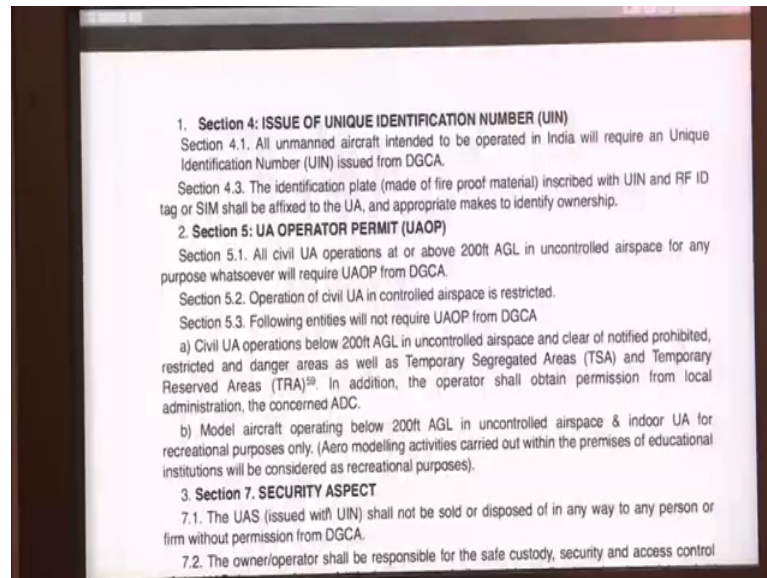 1. Section 4: ISSUE OF UNIQUE IDENTIFICATION NUMBER (UIN)
Section 4.1. All unmanned aircraft intended to be operated in India will require an Unique
Identification Number (UIN) issued from DGCA.
Section 4.3. The identification plate (made of fire proof material) inscribed with UIN and RF ID
tag or SIM shall be affixed to the UA, and appropriate makes to identify ownership.
2. Section 5: UA OPERATOR PERMIT (UAOP)
Section 5.1. All civil UA operations at or above 200ft AGL in uncontrolled airspace for any
purpose whatsoever will require UAOP from DGCA.
Section 5.2. Operation of civil UA in controlled airspace is restricted.
Section 5.3. Following entities will not require UAOP from DGCA
a) Civil UA operations below 200ft AGL in uncontrolled airspace and clear of notified prohibited,
restricted and danger areas as well as Temporary Segregated Areas (TSA) and Temporary
Reserved Areas (TRA)⁵⁹. In addition, the operator shall obtain permission from local
administration, the concerned ADC.
b) Model aircraft operating below 200ft AGL in uncontrolled airspace & indoor UA for
recreational purposes only. (Aero modelling activities carried out within the premises of educational
institutions will be considered as recreational purposes).
3. Section 7. SECURITY ASPECT
7.1. The UAS (issued with UIN) shall not be sold or disposed of in any way to any person or
firm without permission from DGCA.
7.2. The owner/operator shall be responsible for the safe custody, security and access control